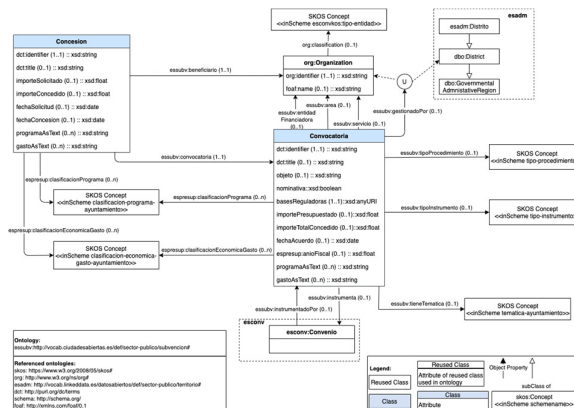 SKOS Concept
<<inScheme esconvkos:tipo-entidad>>
esadm
esadm:Distrito
dbo:District
dbo:Governmental
AdmnistrativeRegion
org:classification (0..1)
org:Organization
org:identifier (1..1) :: xsd:string
foaf:name (0..1) :: xsd:string
U
Concesion
dct:identifier (1..1) :: xsd:string
dct:title (0..1) :: xsd:string
importeSolicitado (0..1) :: xsd:float
importeConcedido (0..1) :: xsd:float
fechaSolicitud (0..1) :: xsd:date
fechaConcesion (0..1) :: xsd:date
programaAsText (0..n) :: xsd:string
gastoAsText (0..n) :: xsd:string
essubv:beneficiario (1..1)
essubv:entidad
Financiadora
(0..1)
essubv:area (0..1)
essubv:servicio (0..1)
essubv:gestionadoPor (0..1)
essubv:convocatoria (1..1)
Convocatoria
dct:identifier (1..1) :: xsd:string
dct:title (0..1) :: xsd:string
objeto (0..1) :: xsd:string
nominativa::xsd:boolean
basesReguladoras (1..1)::xsd:anyURI
importePresupuestado (0..1)::xsd:float
importeTotalConcedido (0..1)::xsd:float
fechaAcuerdo (0..1) :: xsd:date
espresup:anioFiscal (0..1) :: xsd:float
programaAsText (0..n) :: xsd:string
gastoAsText (0..n) :: xsd:string
essubv:tipoProcedimiento (0..1)
SKOS Concept
<<inScheme tipo-procedimiento
essubv:tipoInstrumento (0..1)
SKOS Concept
<<inScheme tipo-instrumento
essubv:tieneTematica (0..1)
SKOS Concept
<<inScheme tematica-ayuntamiento>>
espresup:clasificacionPrograma (0..n)
espresup:clasificacionPrograma (0..n)
SKOS Concept
<<inScheme clasificacion-programa-
ayuntamiento>>
espresup:clasificacionEconomicaGasto (0..n)
espresup:clasificacionEconomicaGasto (0..n)
SKOS Concept
<<inScheme clasificacion-economica-
gasto-ayuntamiento>>
essubv:instrumenta (0..1)
essubv:instrumentadoPor (0..1)
esconv
esconv:Convenio
Ontology:
essubv:http://vocab.ciudadesabiertas.es/def/sector-publico/subvencion#
Referenced ontologies:
skos: https://www.w3.org/2008/05/skos#
org: http://www.w3.org/ns/org#
esadm: http://vocab.linkeddata.es/datosabiertos/def/sector-publico/territorio#
dct: http://purl.org/dc/terms
schema: http://schema.org/
foaf: http://xmlns.com/foaf/0.1
Legend:
Reused Class
Class
Reused Class
Attribute of reused class
used in ontology
Class
Attribute
Object Property
subClass of
skos:Concept
<<inScheme schemename>>